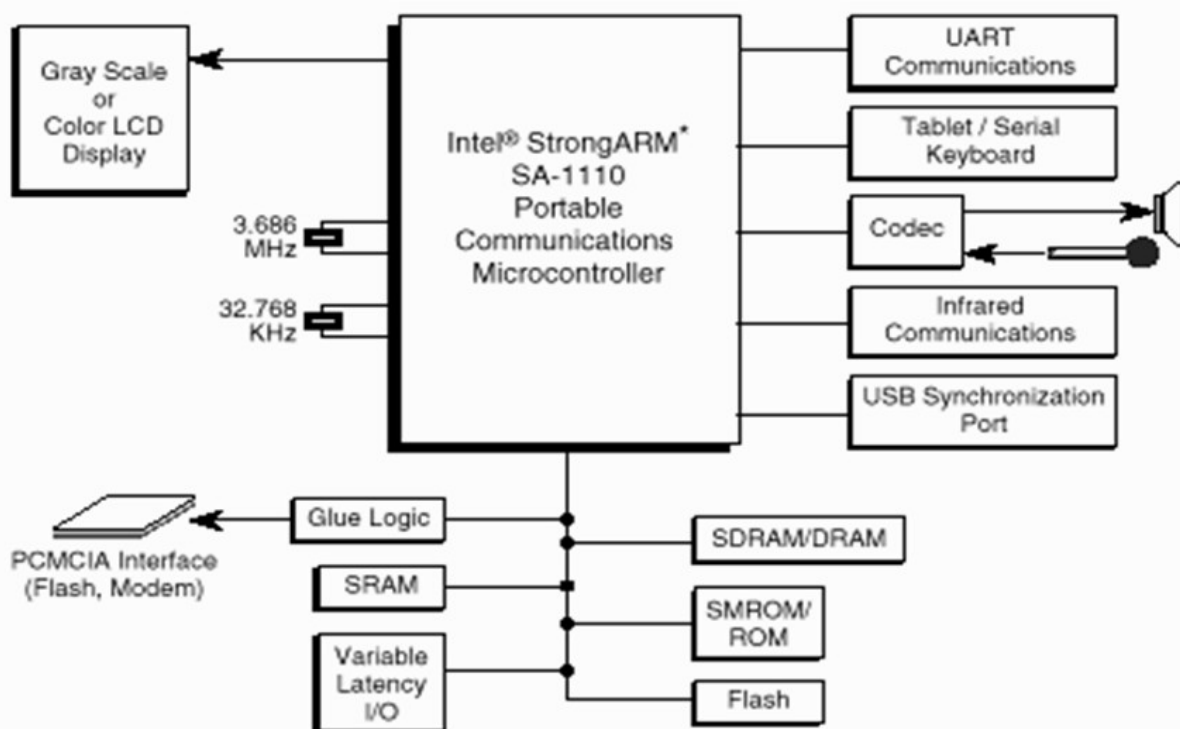 Gray Scale
or
Color LCD
Display
3.686
MHz
32.768
KHz
Intel® StrongARM*
SA-1110
Portable
Communications
Microcontroller
UART
Communications
Tablet / Serial
Keyboard
Codec
Infrared
Communications
USB Synchronization
Port
PCMCIA Interface
(Flash, Modem)
Glue Logic
SRAM
Variable
Latency
I/O
SDRAM/DRAM
SMROM/
ROM
Flash